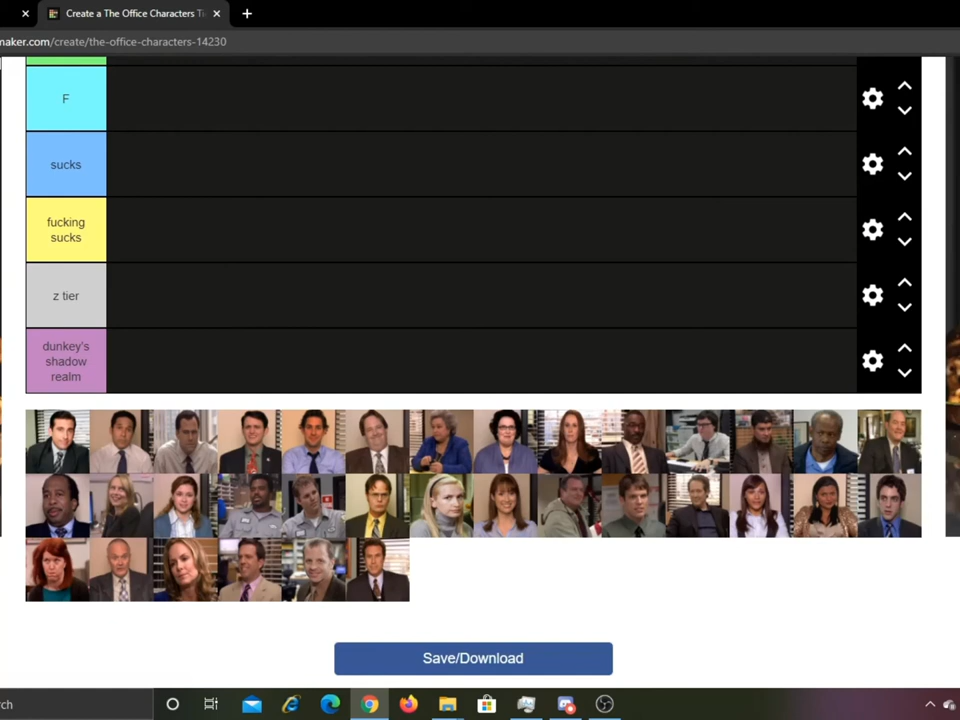 Create a The Office Characters Ti
maker.com/create/the-office-characters-14230
F
sucks
fucking
sucks
z tier
dunkey's
shadow
realm
Save/Download
rch